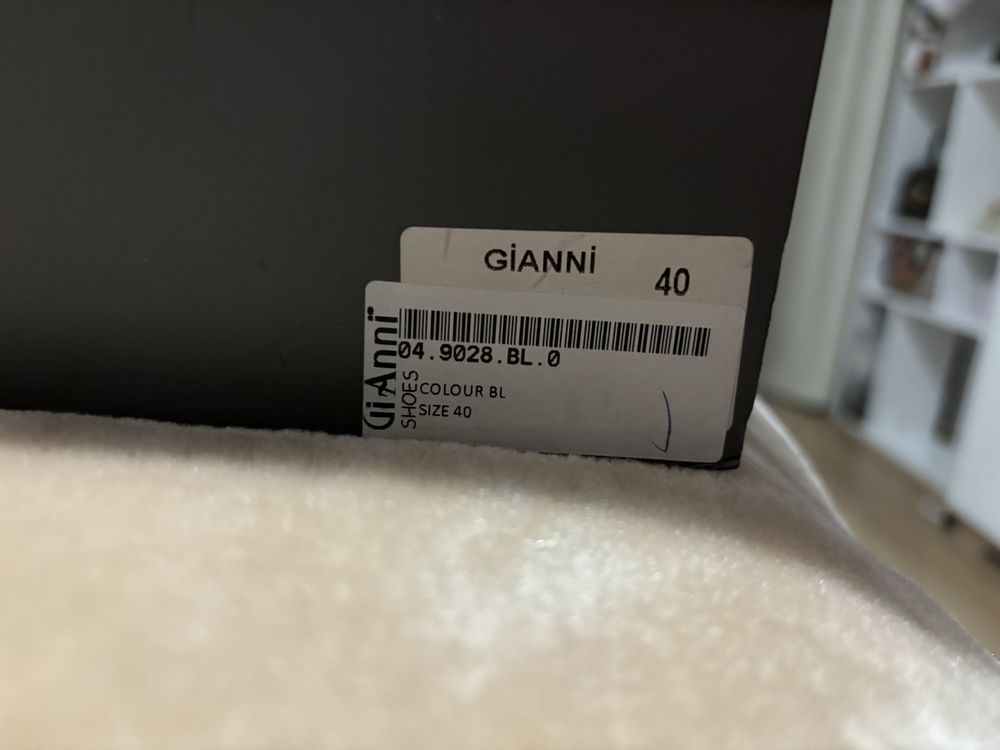 GİANNİ
40
GiAnni
SHOES
04.9028.BL.0
COLOUR BL
SIZE 40